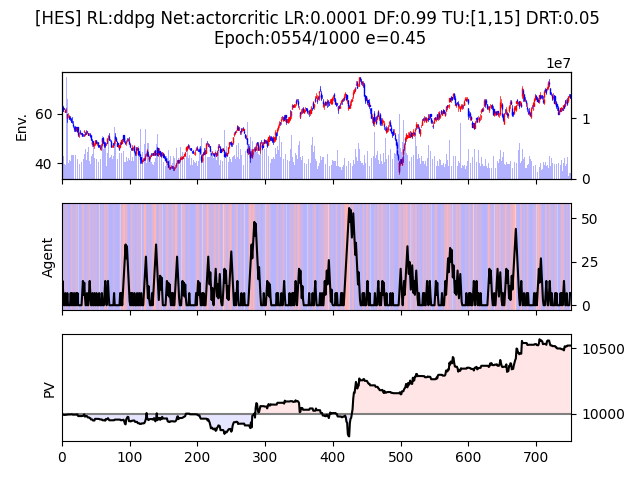 [HES] RL:ddpg Net:actorcritic LR:0.0001 DF:0.99 TU:[1,15] DRT:0.05
Epoch:0554/1000 e=0.45
1e7
Env.
60
40
1
0
Agent
50
25
0
PV
10500
10000
0 100 200 300 400 500 600 700